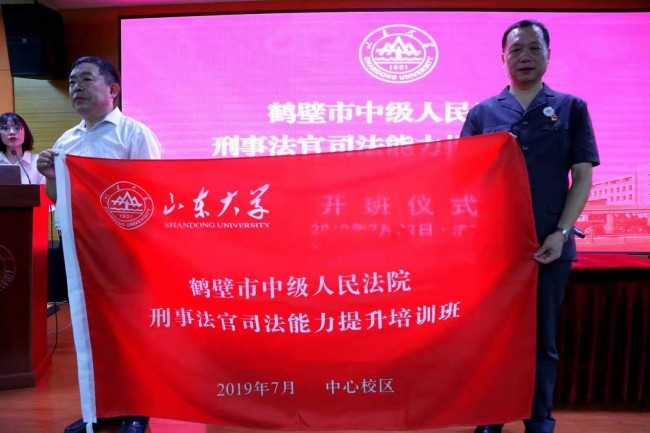 1901
SHANDONG UNIVERSITY
鹤壁市中级人民
刑事法官司法能力
1901
山东大学
SHANDONG UNIVERSITY
开班仪式
鹤壁市中级人民法院
刑事法官司法能力提升培训班
2019年7月 中心校区